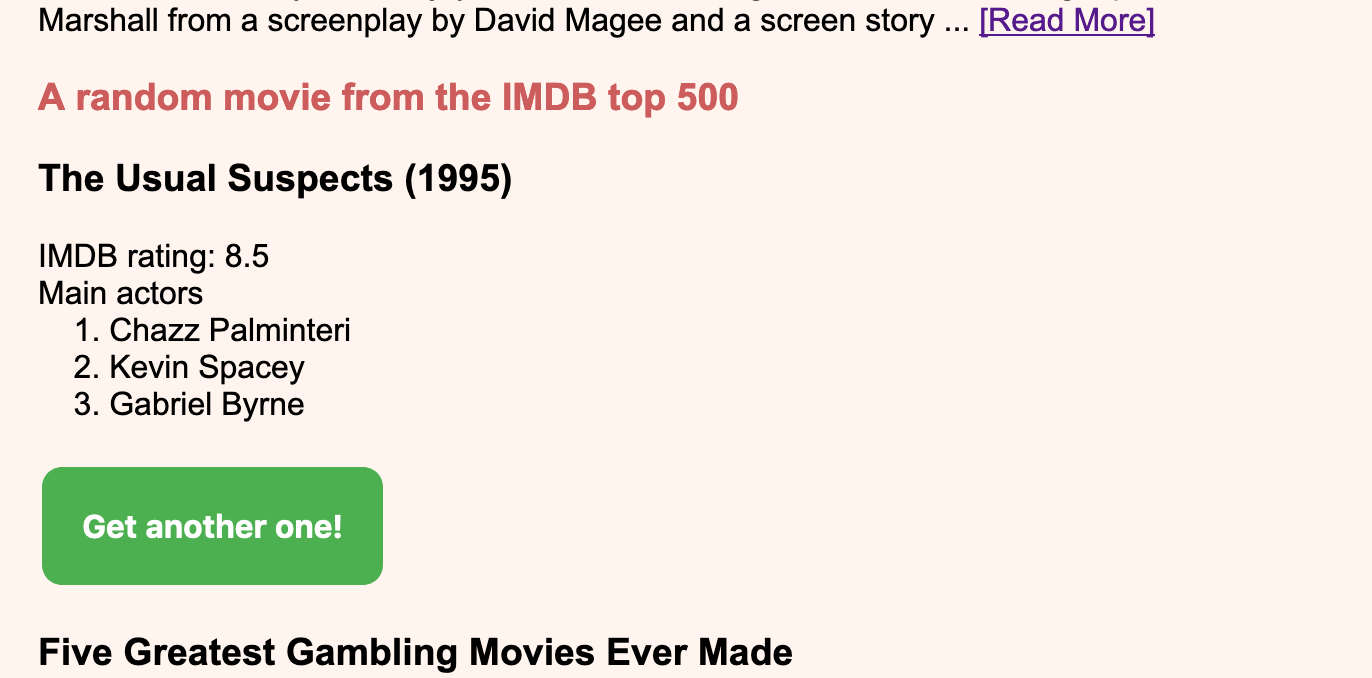 Marshall from a screenplay by David Magee and a screen story ... [Read More]
A random movie from the IMDB top 500
The Usual Suspects (1995)
IMDB rating: 8.5
Main actors
1. Chazz Palminteri
2. Kevin Spacey
3. Gabriel Byrne
Get another one!
Five Greatest Gambling Movies Ever Made